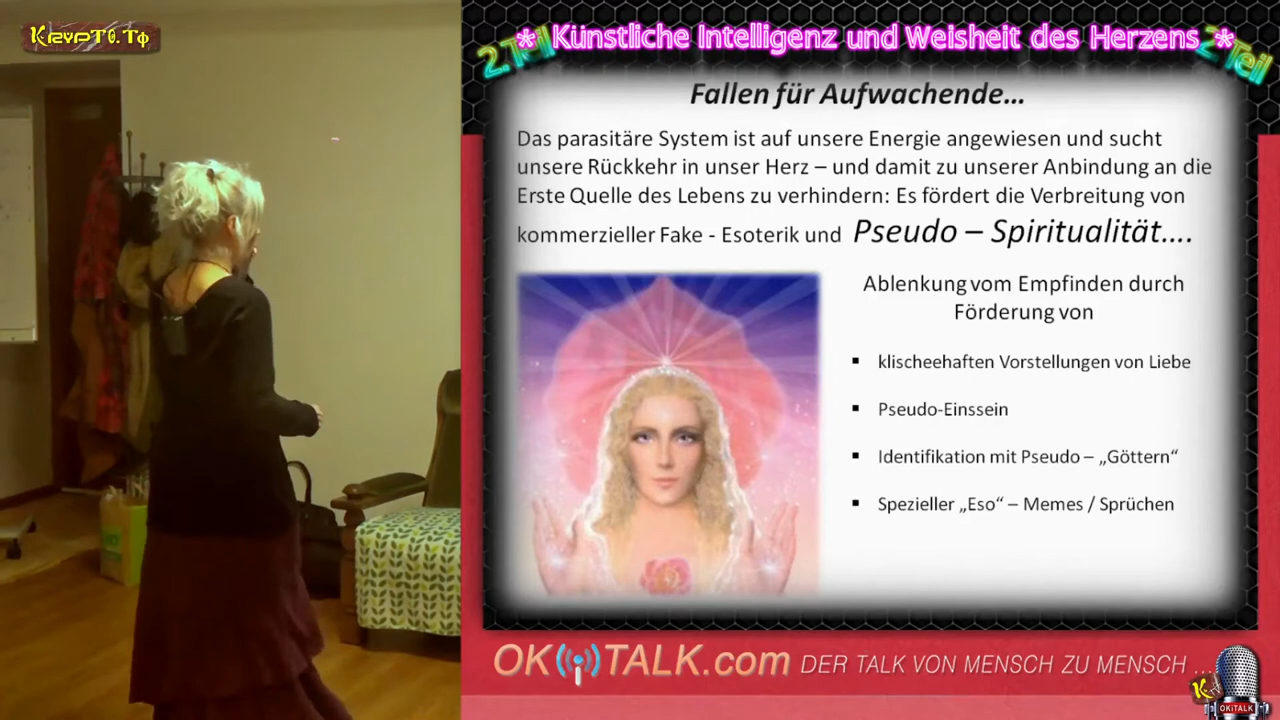 KryptO.Tφ
* Künstliche Intelligenz und Weisheit des Herzens *
2.Teil
2.Teil
Fallen für Aufwachende...
Das parasitäre System ist auf unsere Energie angewiesen und sucht
unsere Rückkehr in unser Herz – und damit zu unserer Anbindung an die
Erste Quelle des Lebens zu verhindern: Es fördert die Verbreitung von
kommerzieller Fake - Esoterik und Pseudo – Spiritualität....
Ablenkung vom Empfinden durch
Förderung von
▪ klischeehaften Vorstellungen von Liebe
▪ Pseudo-Einssein
▪ Identifikation mit Pseudo – „Göttern“
▪ Spezieller „Eso“ – Memes / Sprüchen
OK TALK.com DER TALK VON MENSCH ZU MENSCH ...
OKiTALK